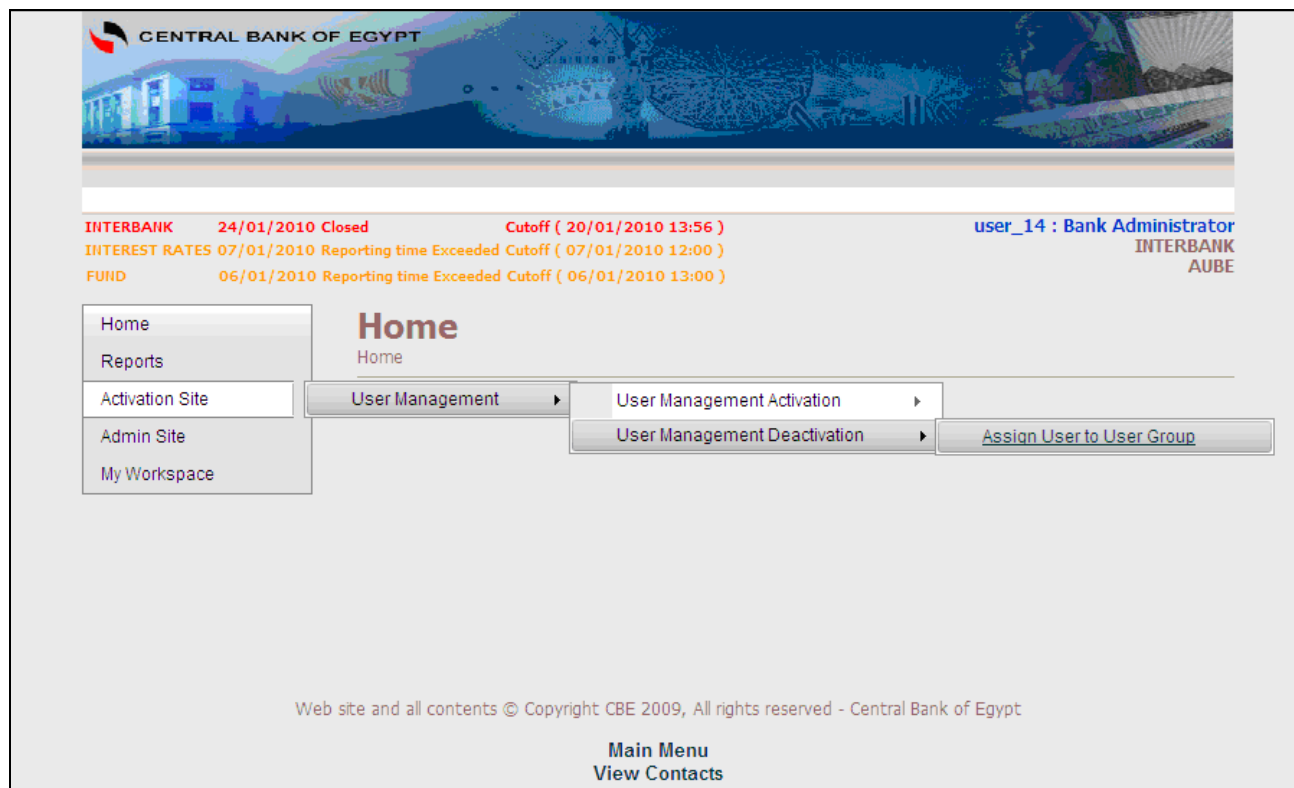 CENTRAL BANK OF EGYPT
INTERBANK 24/01/2010 Closed Cutoff ( 20/01/2010 13:56 )
INTEREST RATES 07/01/2010 Reporting time Exceeded Cutoff ( 07/01/2010 12:00 )
FUND 06/01/2010 Reporting time Exceeded Cutoff ( 06/01/2010 13:00 )
user_14 : Bank Administrator
INTERBANK
AUBE
Home
Reports
Activation Site
Admin Site
My Workspace
Home
Home
User Management
User Management Activation
User Management Deactivation
Assign User to User Group
Web site and all contents © Copyright CBE 2009, All rights reserved - Central Bank of Egypt
Main Menu
View Contacts